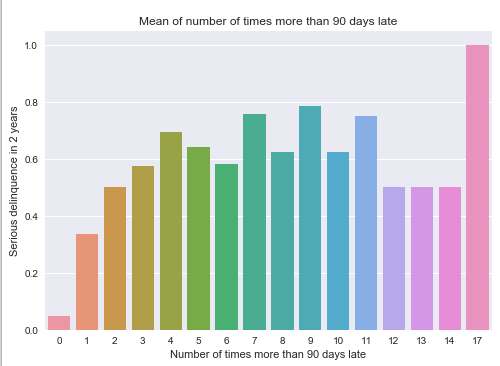 Mean of number of times more than 90 days late
1.0
0.8
0.6
0.4
0.2
0.0
Serious delinquence in 2 years
0 1 2 3 4 5 6 7 8 9 10 11 12 13 14 17
Number of times more than 90 days late